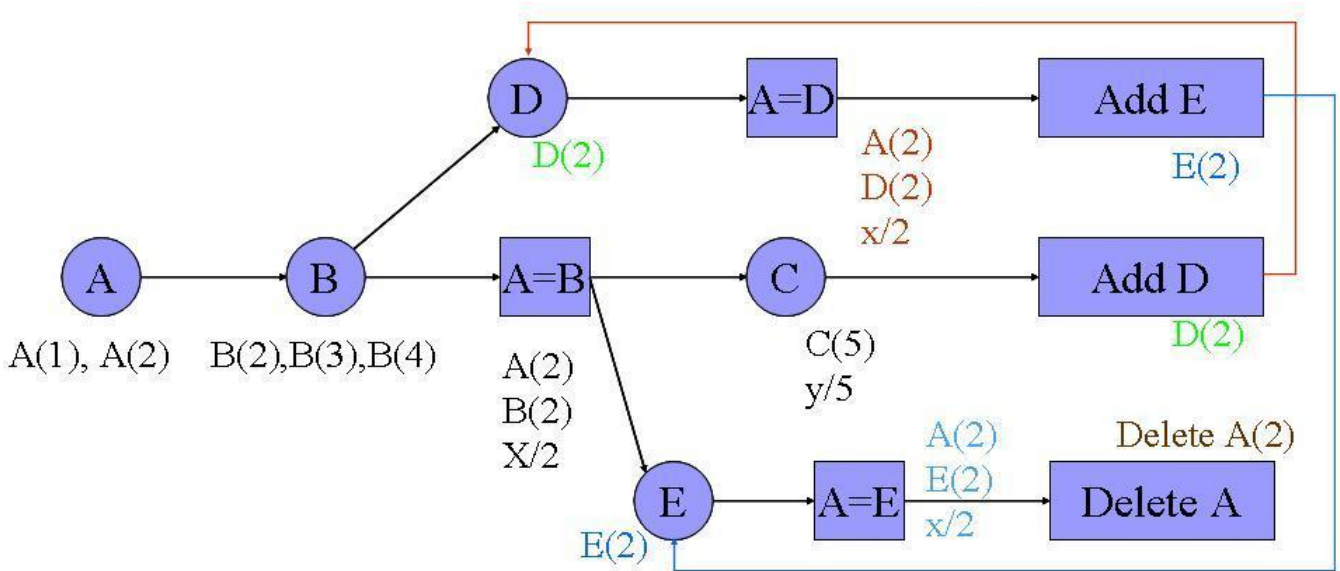 D
A=D
Add E
D(2)
A(2)
D(2)
x/2
E(2)
A
B
A=B
C
Add D
A(1), A(2)
B(2),B(3),B(4)
A(2)
B(2)
X/2
C(5)
y/5
D(2)
A(2)
E(2)
x/2
Delete A(2)
E
A=E
Delete A
E(2)